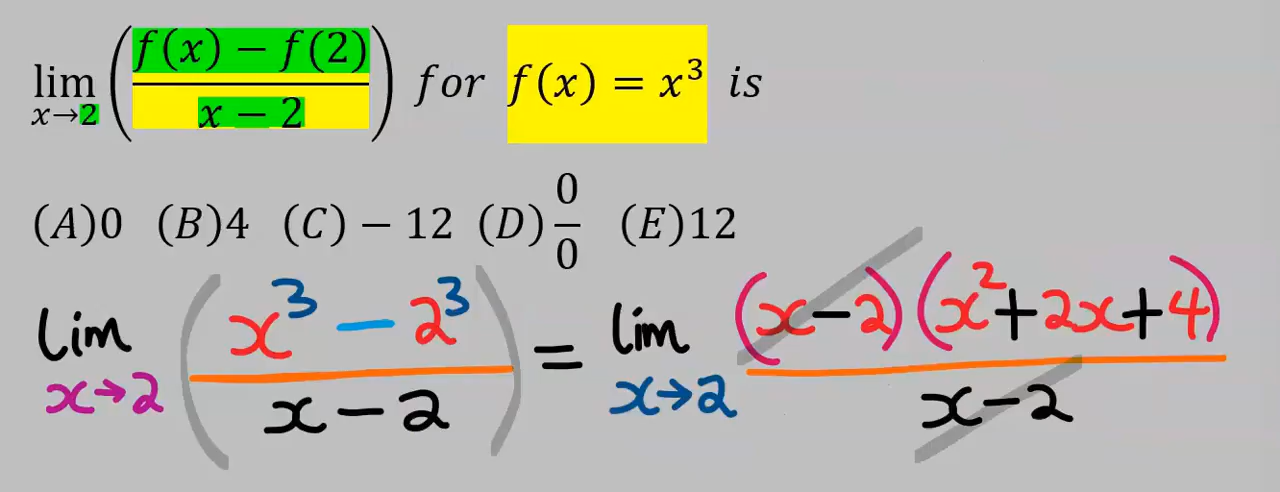 lim x→2 ( (f(x) − f(2)) / (x − 2) ) for f(x) = x³ is
(A)0 (B)4 (C)−12 (D)0/0 (E)12
lim x→2 ( (x³ − 2³) / (x − 2) ) = lim x→2 (x−2)(x²+2x+4) / (x−2)